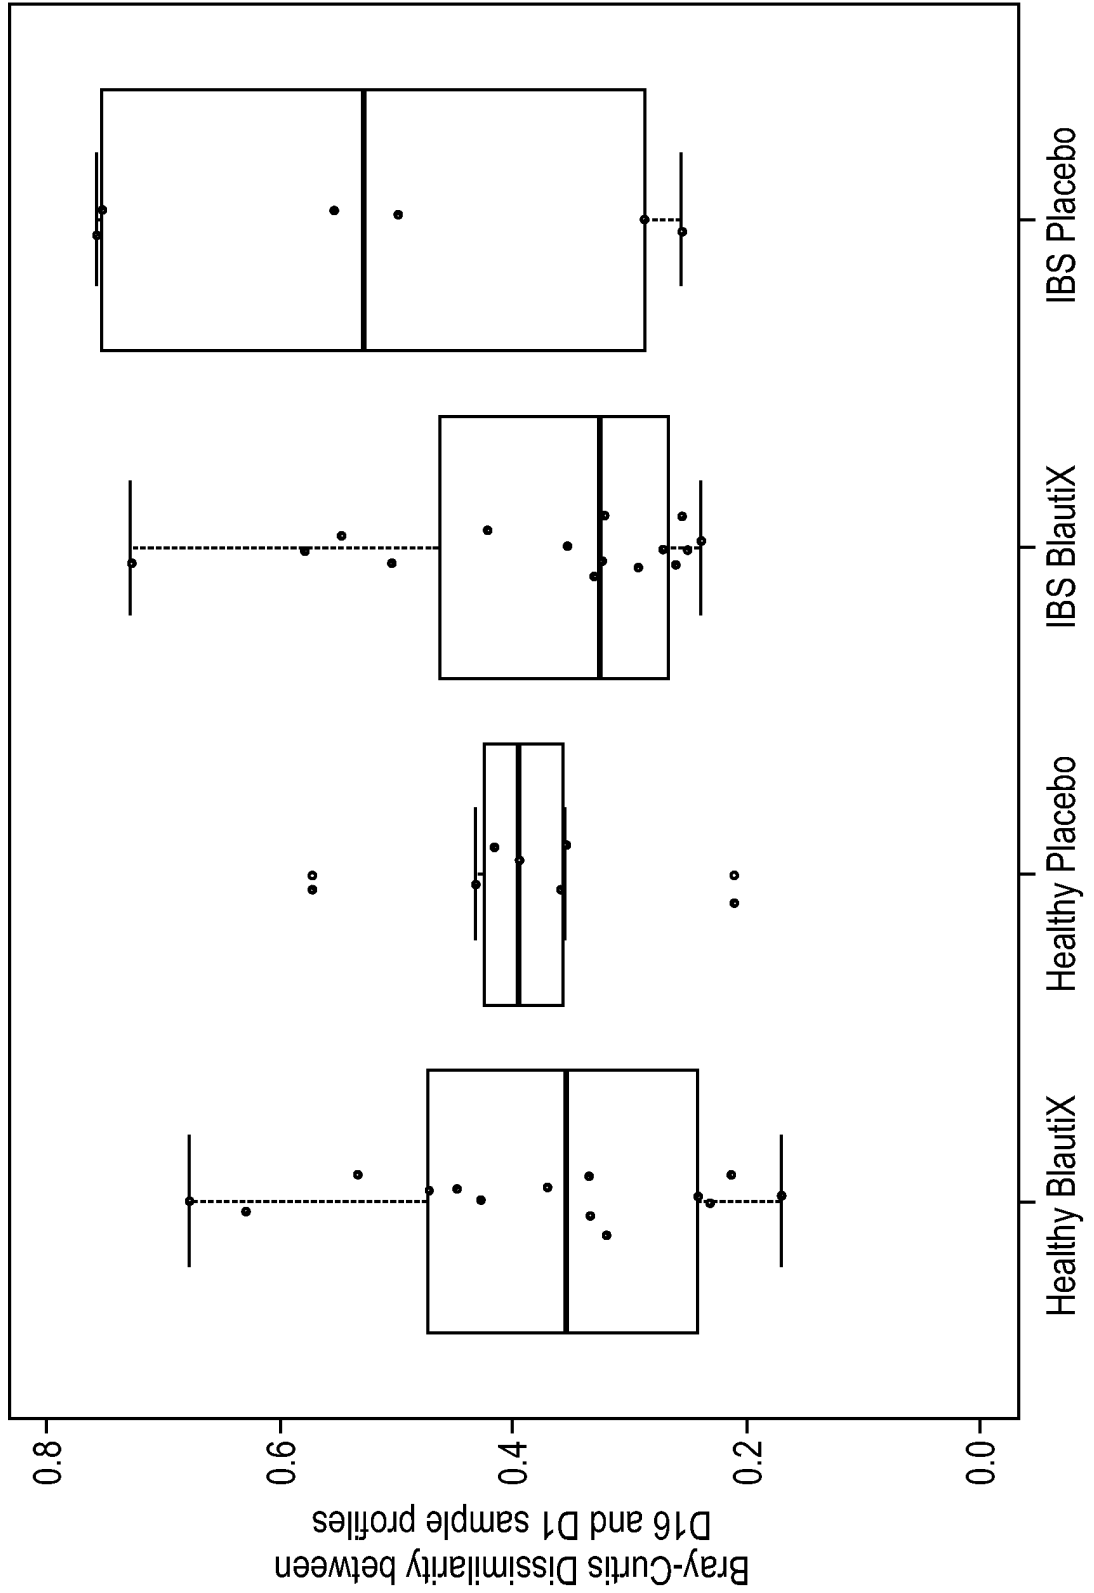 Bray-Curtis Dissimilarity between
D16 and D1 sample profiles
0.8
0.6
0.4
0.2
0.0
Healthy BlautiX
Healthy Placebo
IBS BlautiX
IBS Placebo